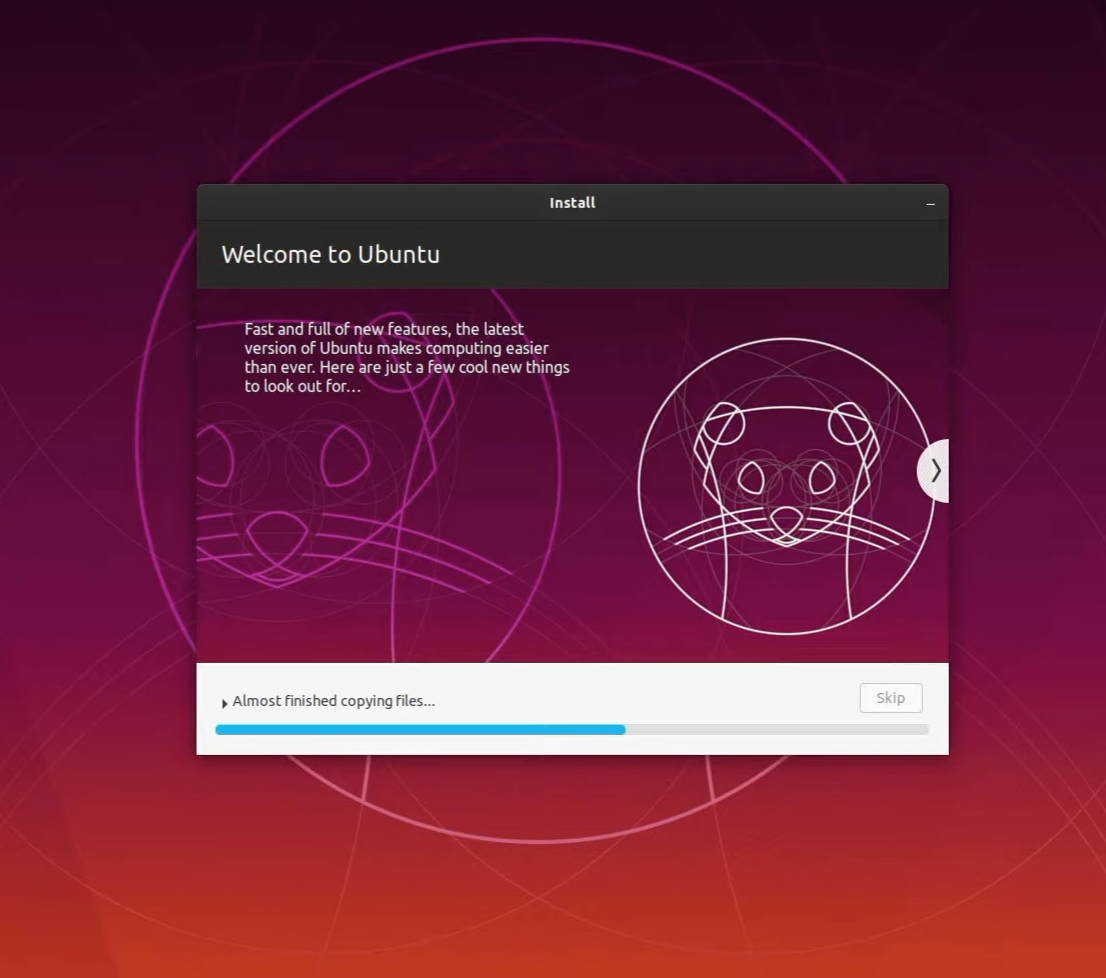 Install
Welcome to Ubuntu
Fast and full of new features, the latest
version of Ubuntu makes computing easier
than ever. Here are just a few cool new things
to look out for…
Almost finished copying files...
Skip